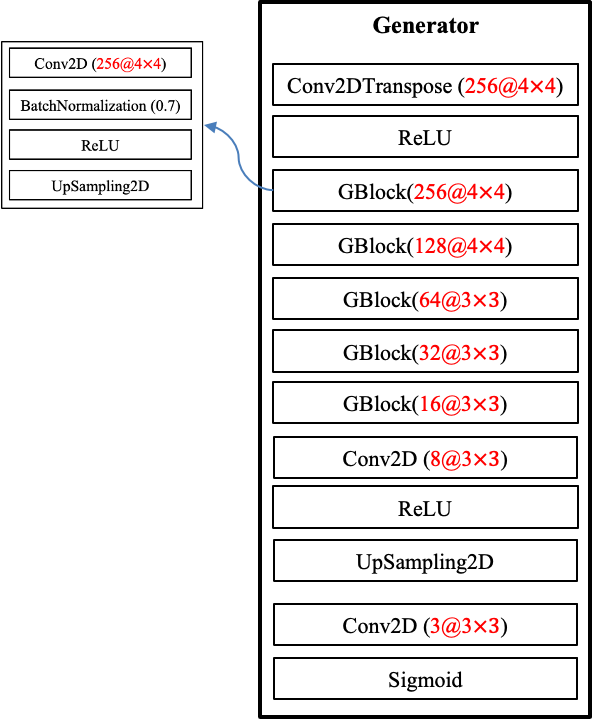 Generator
Conv2DTranspose (256@4×4)
ReLU
GBlock(256@4×4)
GBlock(128@4×4)
GBlock(64@3×3)
GBlock(32@3×3)
GBlock(16@3×3)
Conv2D (8@3×3)
ReLU
UpSampling2D
Conv2D (3@3×3)
Sigmoid
Conv2D (256@4×4)
BatchNormalization (0.7)
ReLU
UpSampling2D